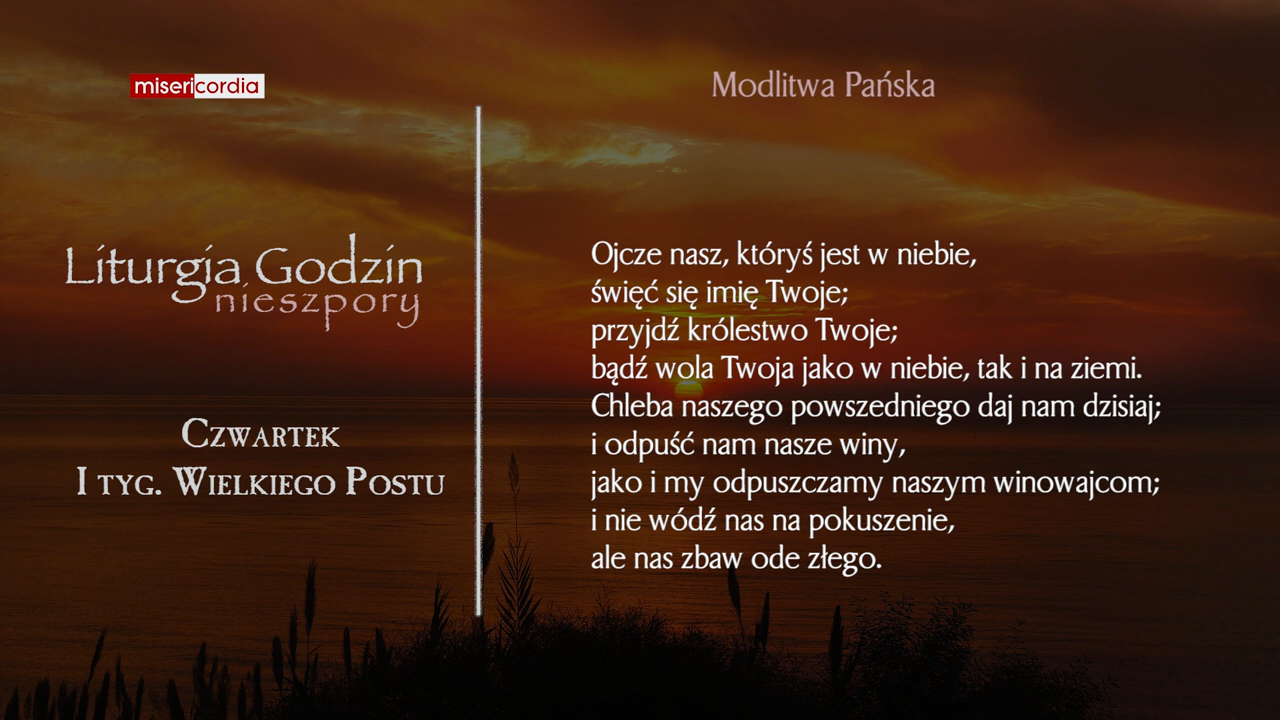 misericordia
Liturgia Godzin
nieszpory
Czwartek
I tyg. Wielkiego Postu
Modlitwa Pańska
Ojcze nasz, któryś jest w niebie,
święć się imię Twoje;
przyjdź królestwo Twoje;
bądź wola Twoja jako w niebie, tak i na ziemi.
Chleba naszego powszedniego daj nam dzisiaj;
i odpuść nam nasze winy,
jako i my odpuszczamy naszym winowajcom;
i nie wódź nas na pokuszenie,
ale nas zbaw ode złego.